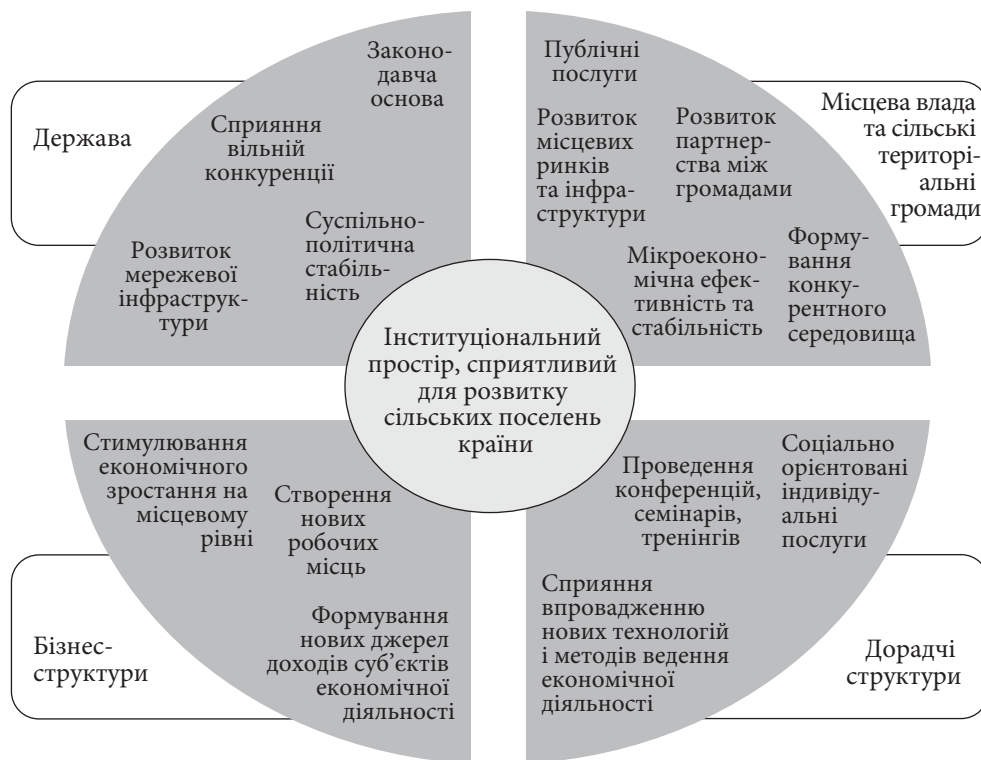 Держава
Законо-
давча
основа
Сприяння
вільній
конкуренції
Суспільно-
політична
стабіль-
ність
Розвиток
мережевої
інфраструк-
тури
Публічні
послуги
Розвиток
місцевих
ринків
та інфра-
структури
Розвиток
партнер-
ства між
громадами
Мікроеконо-
мічна ефек-
тивність та
стабільність
Форму-
вання
конку-
рентного
середовища
Місцева влада
та сільські
територі-
альні
громади
Інституціональний
простір, сприятливий
для розвитку
сільських поселень
країни
Стимулювання
економічного
зростання на
місцевому
рівні
Створення
нових
робочих
місць
Формування
нових джерел
доходів суб’єктів
економічної
діяльності
Бізнес-
структури
Проведення
конференцій,
семінарів,
тренінгів
Соціально
орієнтовані
індивіду-
альні
послуги
Сприяння
впровадженню
нових технологій
і методів ведення
економічної
діяльності
Дорадчі
структури